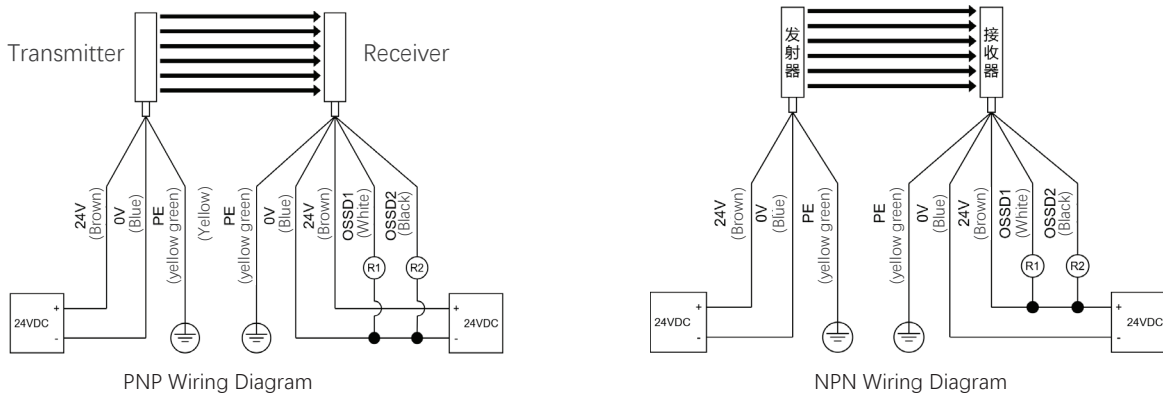 Transmitter
Receiver
24V
(Brown)
0V
(Blue)
PE
(yellow green)
(Yellow)
PE
(yellow green)
0V
(Blue)
24V
(Brown)
OSSD1
(White)
OSSD2
(Black)
R1
R2
24VDC
+
-
+
-
24VDC
PNP Wiring Diagram
发射器
接收器
24V
(Brown)
0V
(Blue)
PE
(yellow green)
PE
(yellow green)
0V
(Blue)
24V
(Brown)
OSSD1
(White)
OSSD2
(Black)
R1
R2
24VDC
+
-
+
-
24VDC
NPN Wiring Diagram